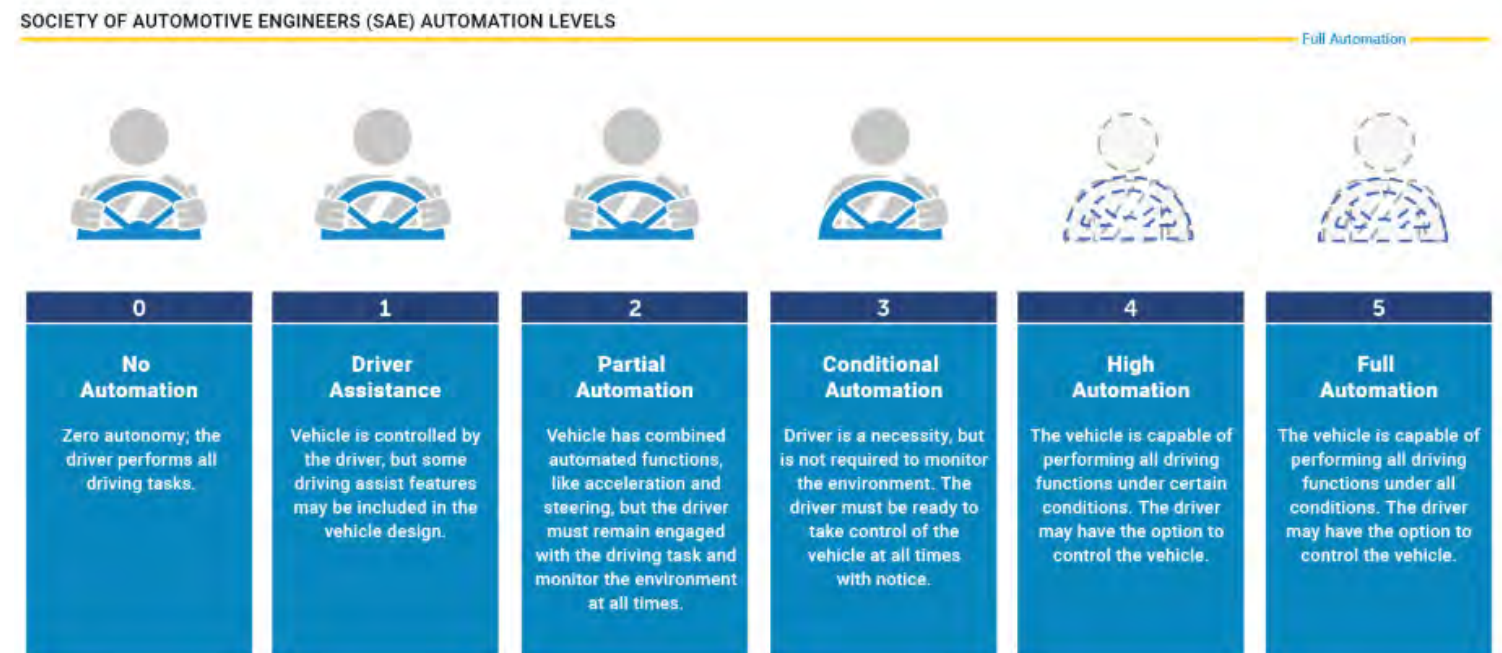 SOCIETY OF AUTOMOTIVE ENGINEERS (SAE) AUTOMATION LEVELS
Full Automation
0
No
Automation
Zero autonomy; the
driver performs all
driving tasks.
1
Driver
Assistance
Vehicle is controlled by
the driver, but some
driving assist features
may be included in the
vehicle design.
2
Partial
Automation
Vehicle has combined
automated functions,
like acceleration and
steering, but the driver
must remain engaged
with the driving task and
monitor the environment
at all times.
3
Conditional
Automation
Driver is a necessity, but
is not required to monitor
the environment. The
driver must be ready to
take control of the
vehicle at all times
with notice.
4
High
Automation
The vehicle is capable of
performing all driving
functions under certain
conditions. The driver
may have the option to
control the vehicle.
5
Full
Automation
The vehicle is capable of
performing all driving
functions under all
conditions. The driver
may have the option to
control the vehicle.